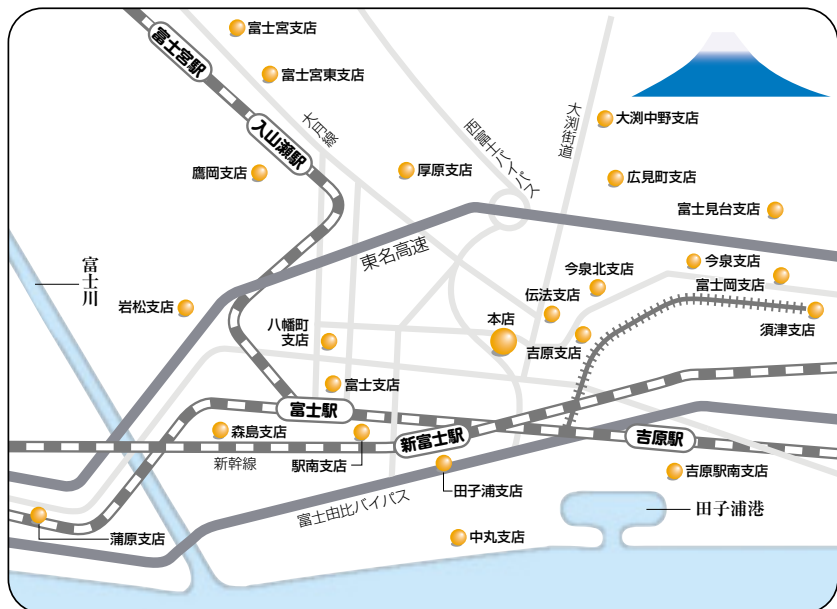 富士宮支店
富士宮駅
富士宮東支店
大月線
西富士バイパス
大渕街道
大渕中野支店
入山瀬駅
鷹岡支店
厚原支店
広見町支店
富士見台支店
東名高速
富士川
今泉支店
今泉北支店
富士岡支店
岩松支店
伝法支店
須津支店
八幡町
支店
本店
吉原支店
富士支店
富士駅
森島支店
新富士駅
吉原駅
新幹線
駅南支店
吉原駅南支店
田子浦支店
富士由比バイパス
田子浦港
蒲原支店
中丸支店